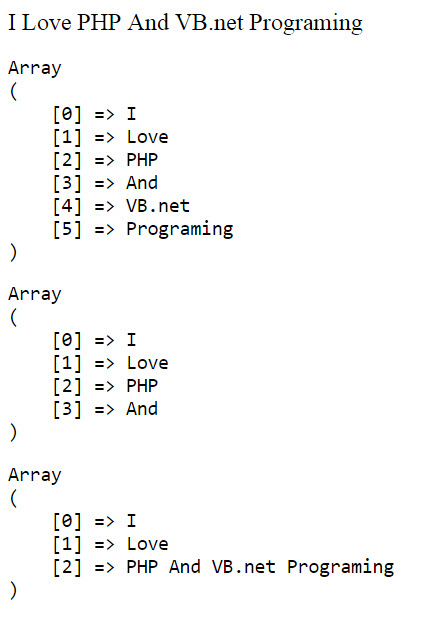 I Love PHP And VB.net Programing
Array
(
[0] => I
[1] => Love
[2] => PHP
[3] => And
[4] => VB.net
[5] => Programing
)
Array
(
[0] => I
[1] => Love
[2] => PHP
[3] => And
)
Array
(
[0] => I
[1] => Love
[2] => PHP And VB.net Programing
)